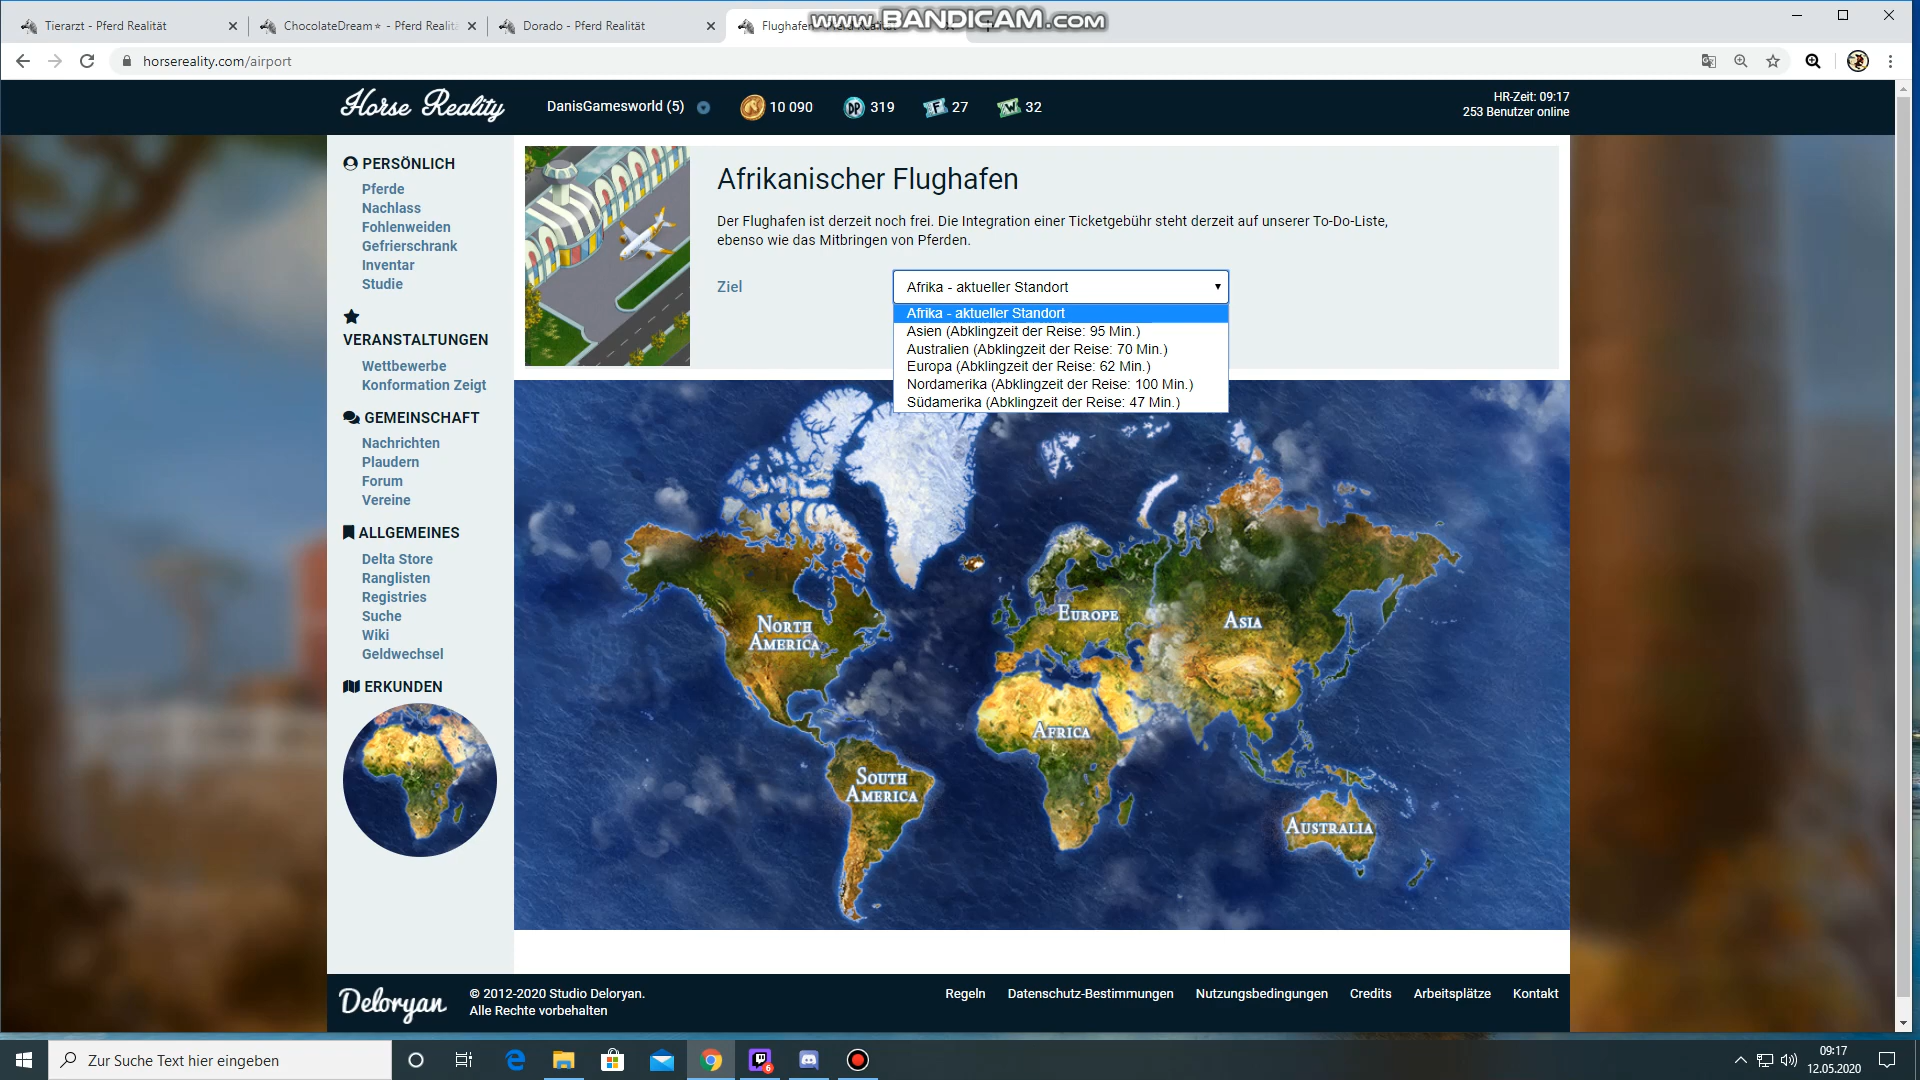 www.BANDICAM.com
Tierarzt - Pferd Realität
ChocolateDream⭐ - Pferd Realitä
Dorado - Pferd Realität
Flughafen - Pferd Realität
horsereality.com/airport
Horse Reality
DanisGamesworld (5)
10 090
DP 319
F 27
W 32
HR-Zeit: 09:17
253 Benutzer online
PERSÖNLICH
Pferde
Nachlass
Fohlenweiden
Gefrierschrank
Inventar
Studie
VERANSTALTUNGEN
Wettbewerbe
Konformation Zeigt
GEMEINSCHAFT
Nachrichten
Plaudern
Forum
Vereine
ALLGEMEINES
Delta Store
Ranglisten
Registries
Suche
Wiki
Geldwechsel
ERKUNDEN
Afrikanischer Flughafen
Der Flughafen ist derzeit noch frei. Die Integration einer Ticketgebühr steht derzeit auf unserer To-Do-Liste,
ebenso wie das Mitbringen von Pferden.
Ziel
Afrika - aktueller Standort
Afrika - aktueller Standort
Asien (Abklingzeit der Reise: 95 Min.)
Australien (Abklingzeit der Reise: 70 Min.)
Europa (Abklingzeit der Reise: 62 Min.)
Nordamerika (Abklingzeit der Reise: 100 Min.)
Südamerika (Abklingzeit der Reise: 47 Min.)
NORTH
AMERICA
EUROPE
ASIA
AFRICA
SOUTH
AMERICA
AUSTRALIA
Deloryan
© 2012-2020 Studio Deloryan.
Alle Rechte vorbehalten
Regeln
Datenschutz-Bestimmungen
Nutzungsbedingungen
Credits
Arbeitsplätze
Kontakt
Zur Suche Text hier eingeben
6
09:17
12.05.2020